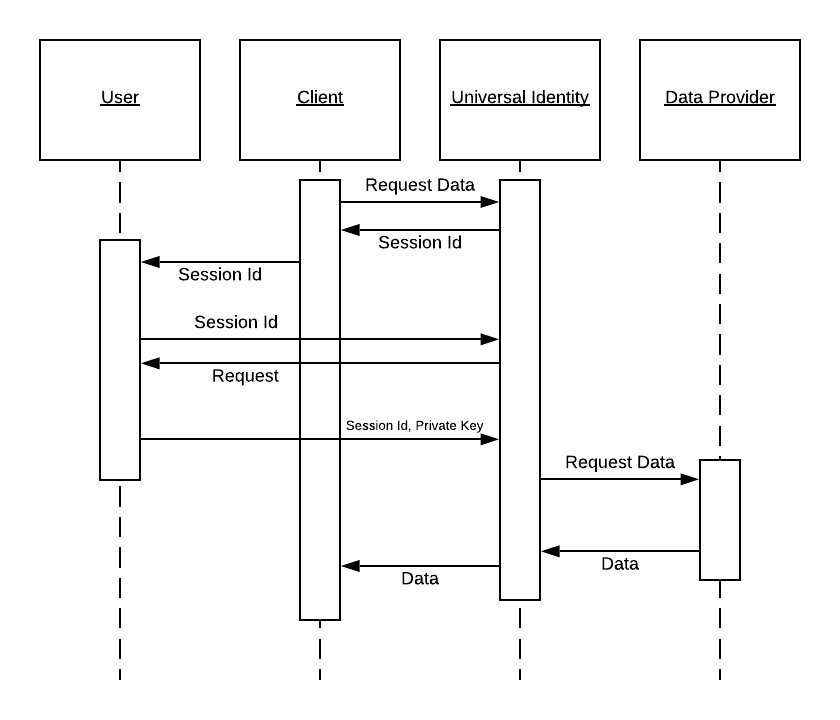 User
Client
Universal Identity
Data Provider
Request Data
Session Id
Session Id
Session Id
Request
Session Id, Private Key
Request Data
Data
Data